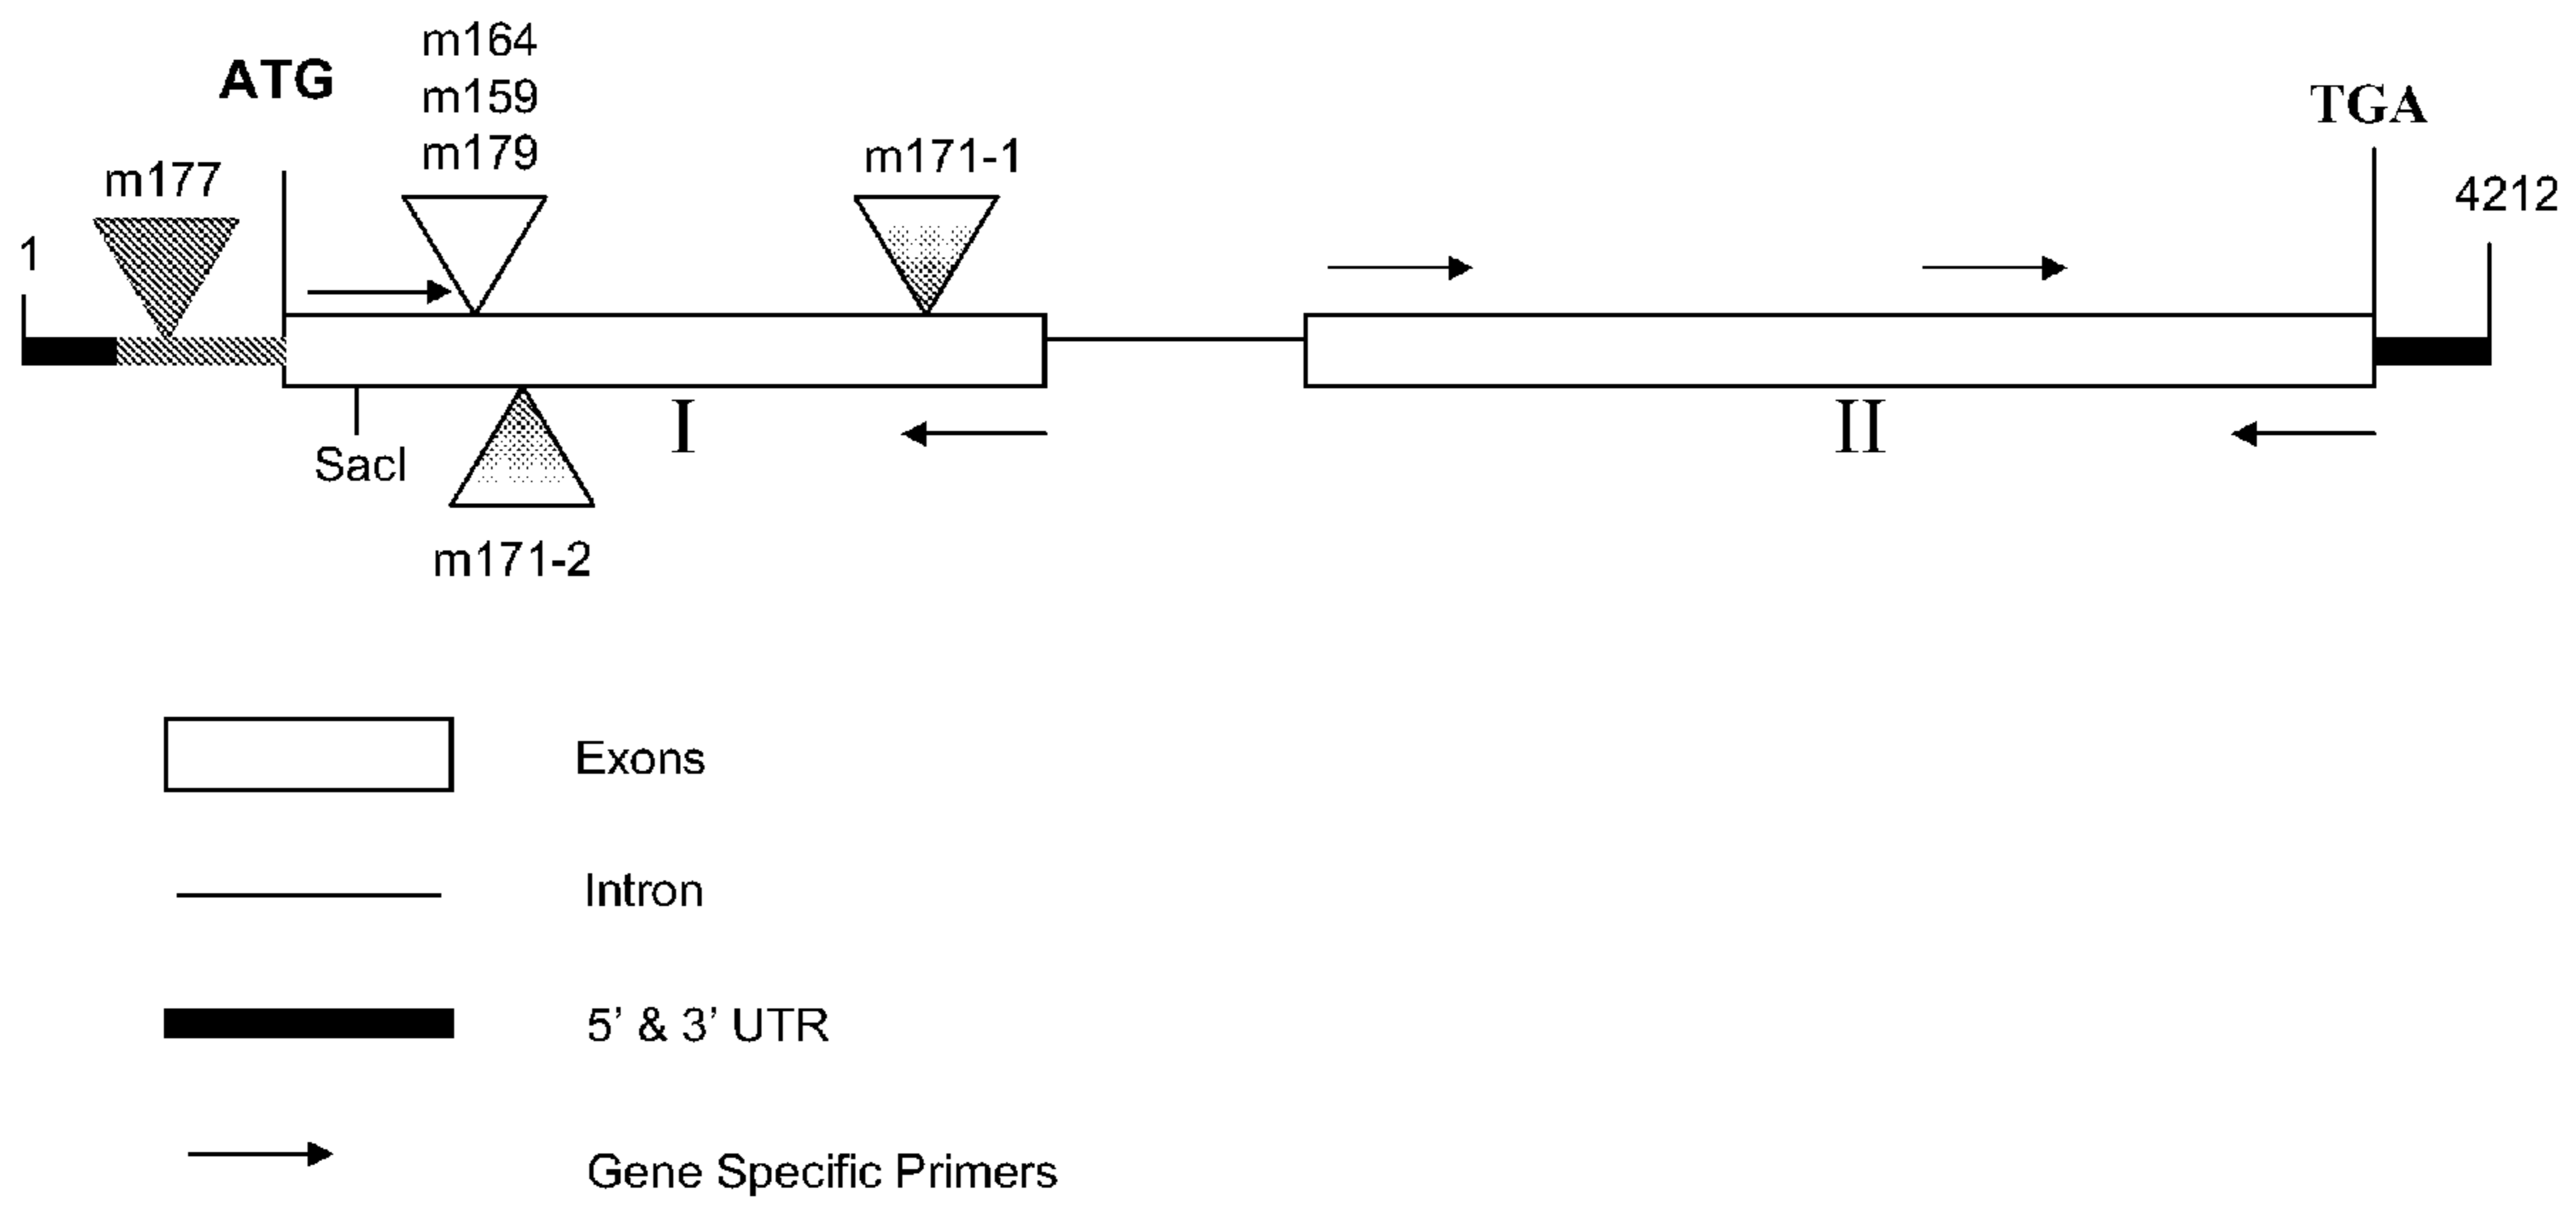 m164
ATG
m159
TGA
m179
m171-1
m177
4212
1
I
II
SacI
m171-2
Exons
Intron
5’ & 3’ UTR
Gene Specific Primers